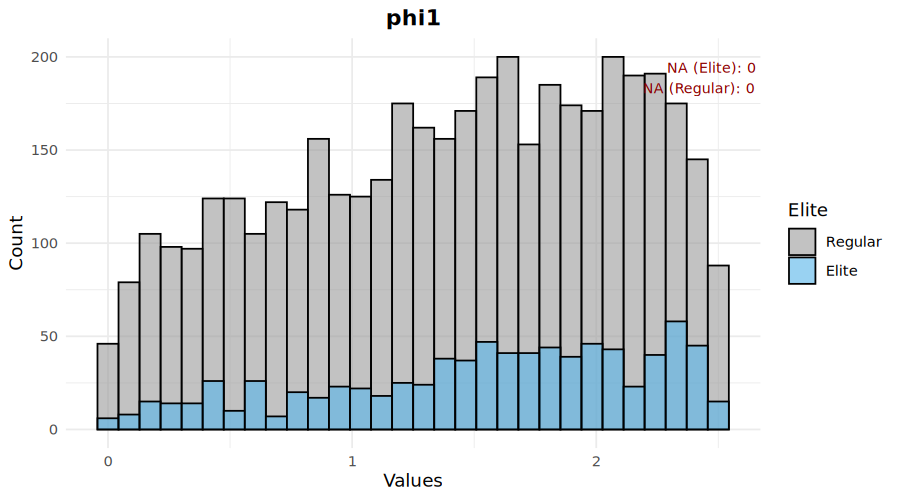 phi1
200
150
100
50
0
Count
NA (Elite): 0
NA (Regular): 0
0
1
2
Values
Elite
Regular
Elite